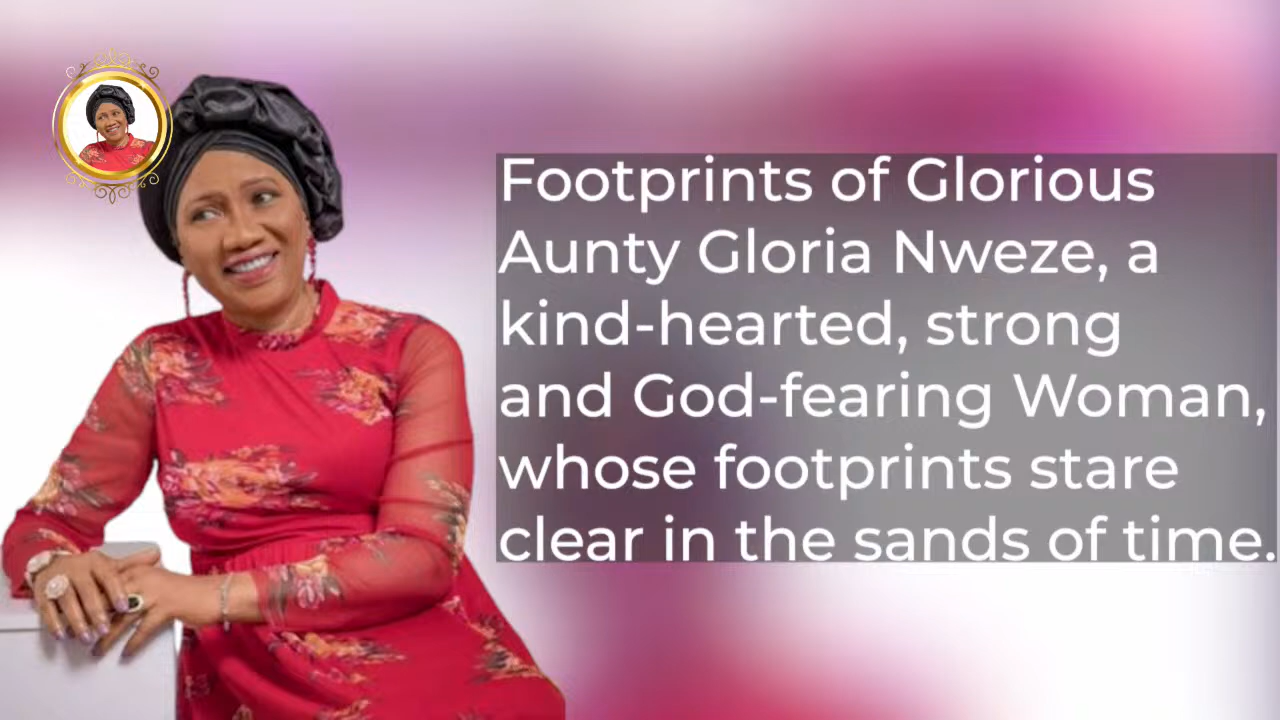 Footprints of Glorious
Aunty Gloria Nweze, a
kind-hearted, strong
and God-fearing Woman,
whose footprints stare
clear in the sands of time.